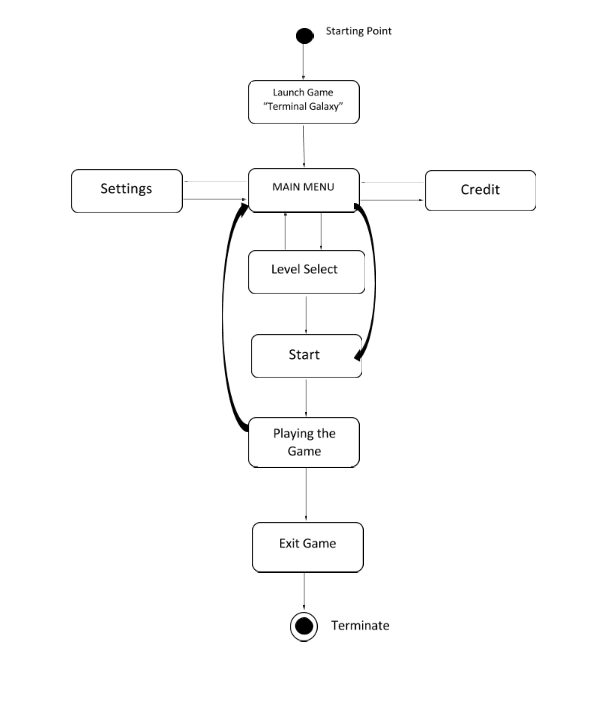 Starting Point
Launch Game
“Terminal Galaxy”
Settings
MAIN MENU
Credit
Level Select
Start
Playing the
Game
Exit Game
Terminate